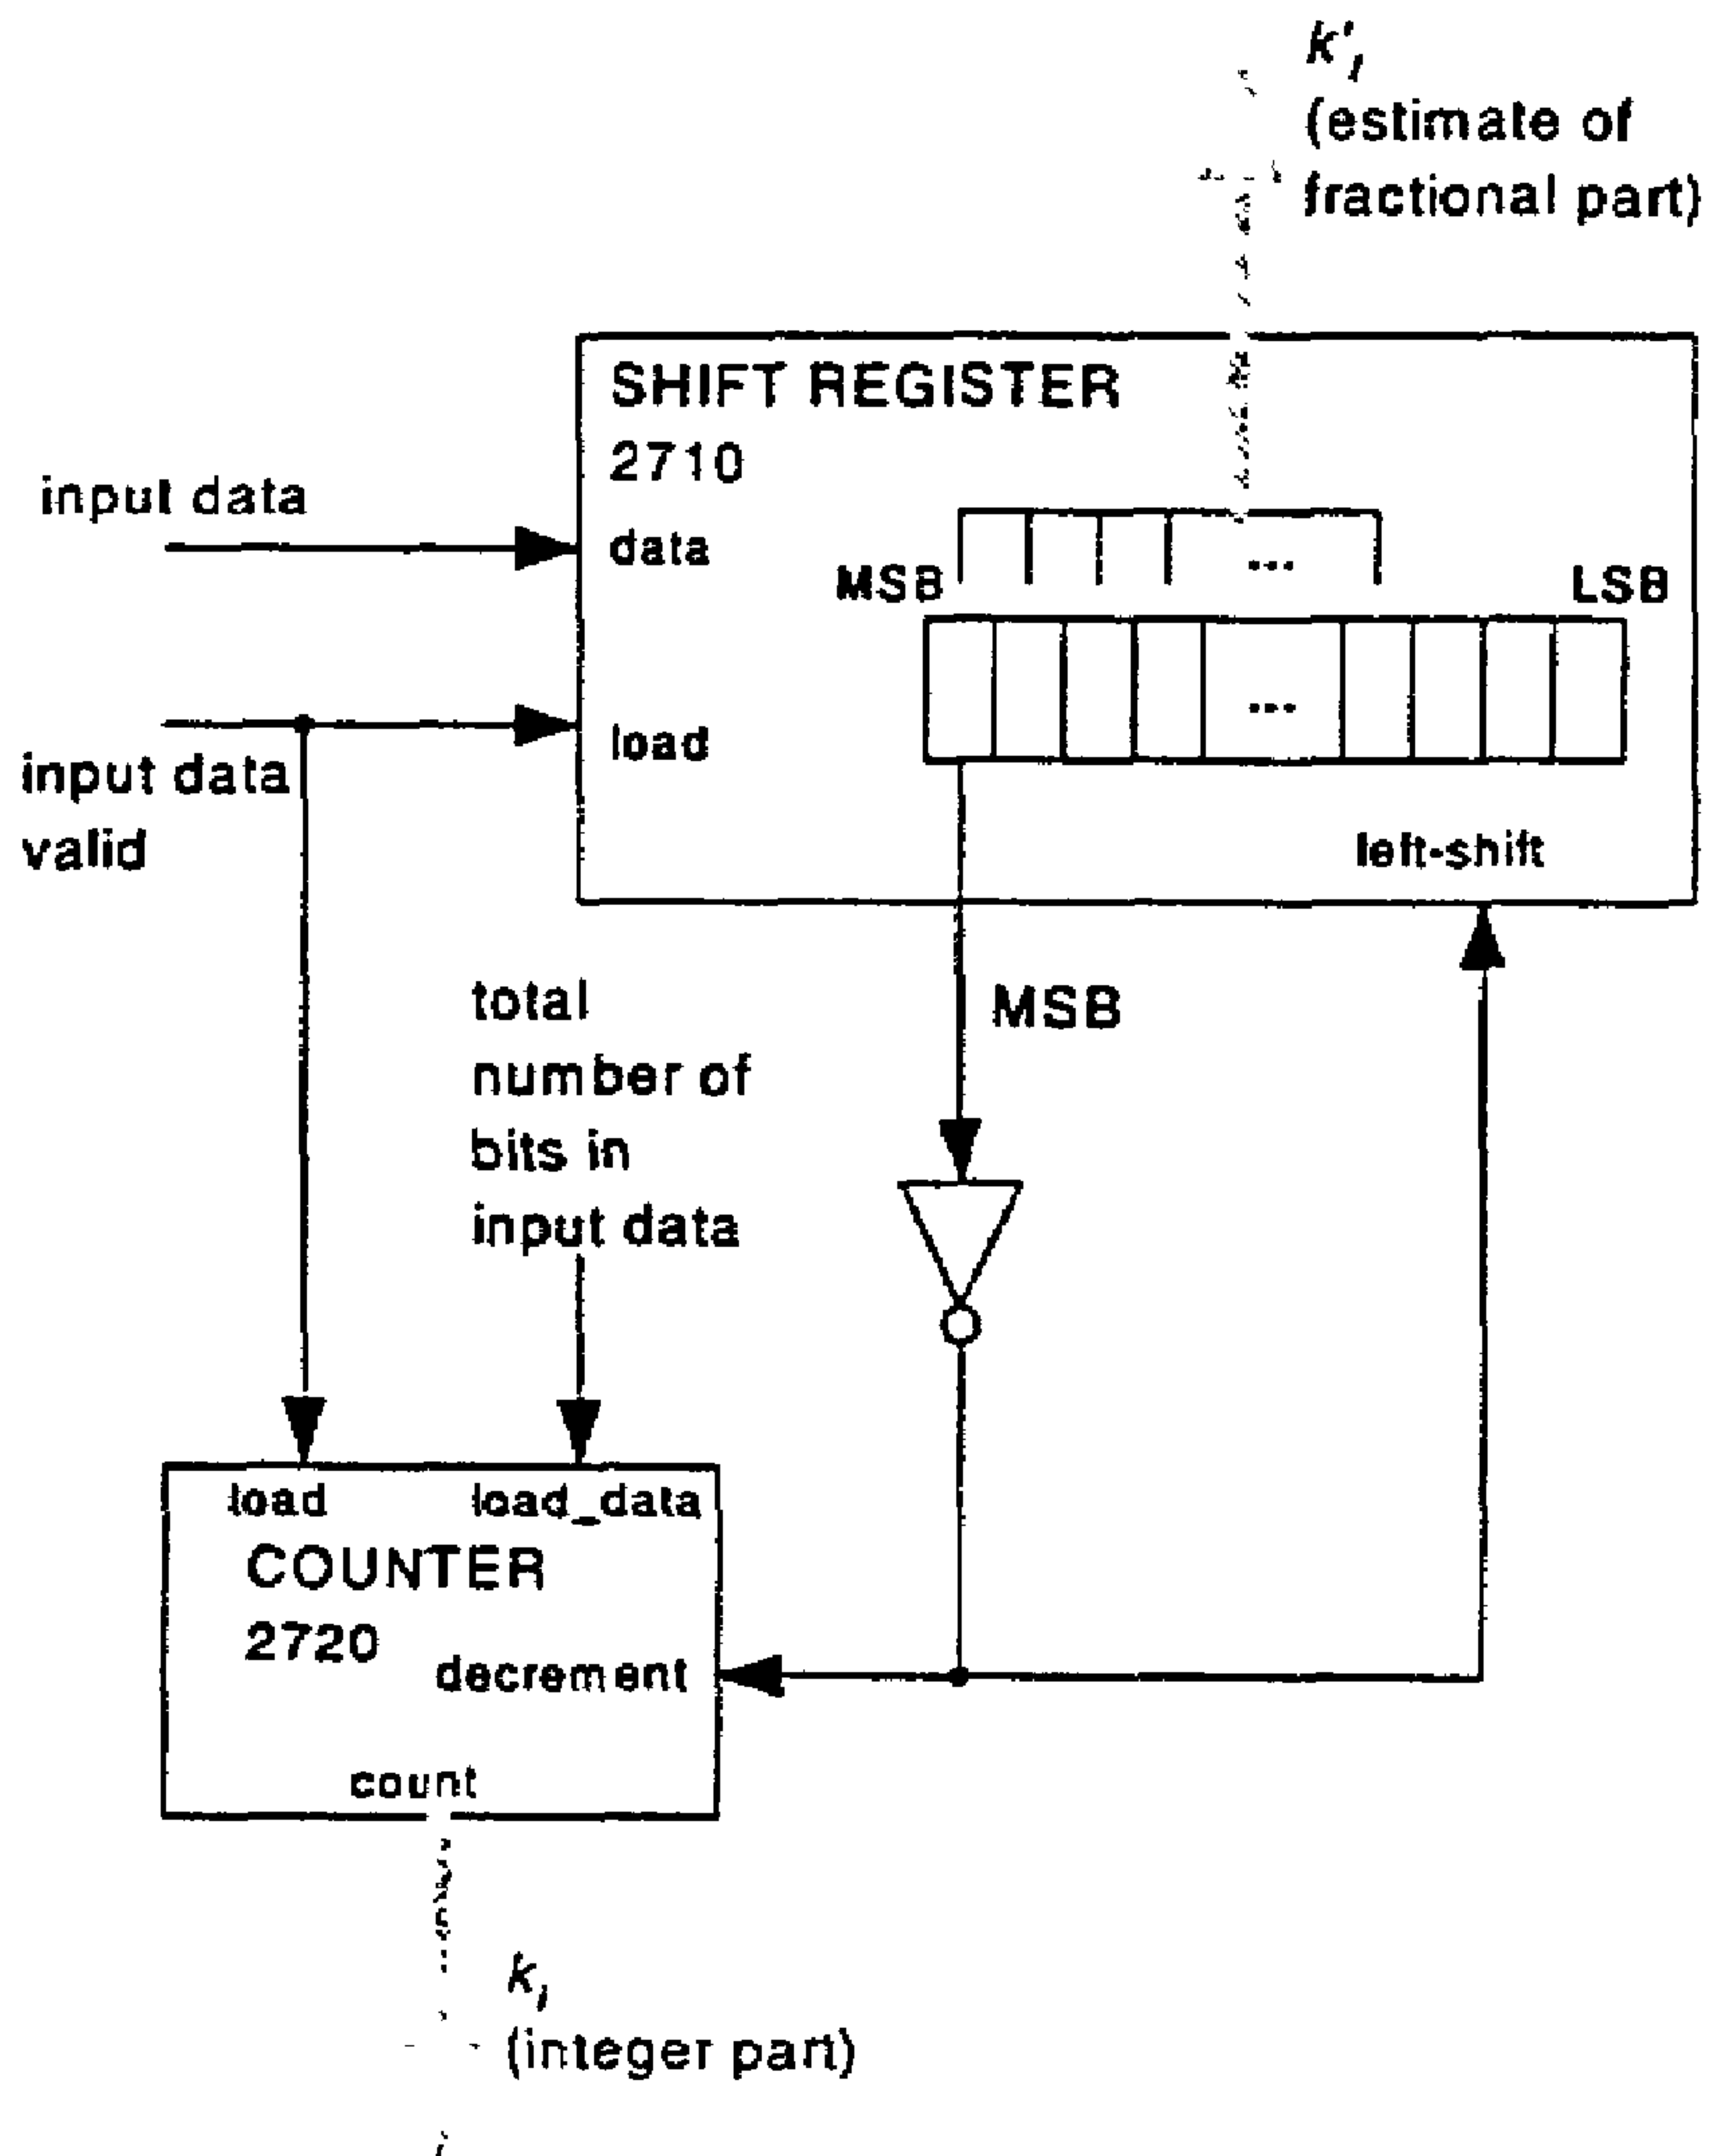 k'i
(estimate of
fractional part)
SHIFT REGISTER
2710
input data
data
MSB
LSB
...
...
load
input data
valid
left-shift
total
number of
bits in
input data
MSB
load
load_data
COUNTER
2720
decrement
count
ki
(integer part)